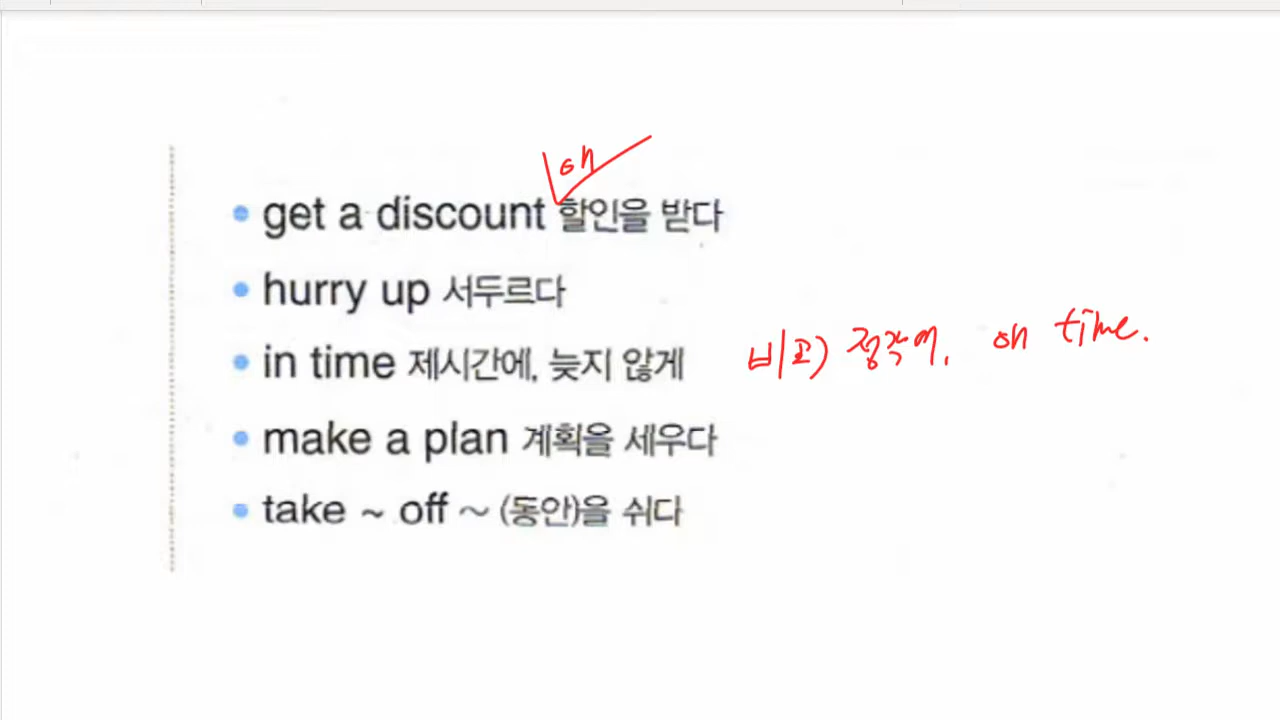 on
get a discount 할인을 받다
hurry up 서두르다
in time 제시간에, 늦지 않게 비교) 정각에, on time.
make a plan 계획을 세우다
take ~ off ~ (동안)을 쉬다